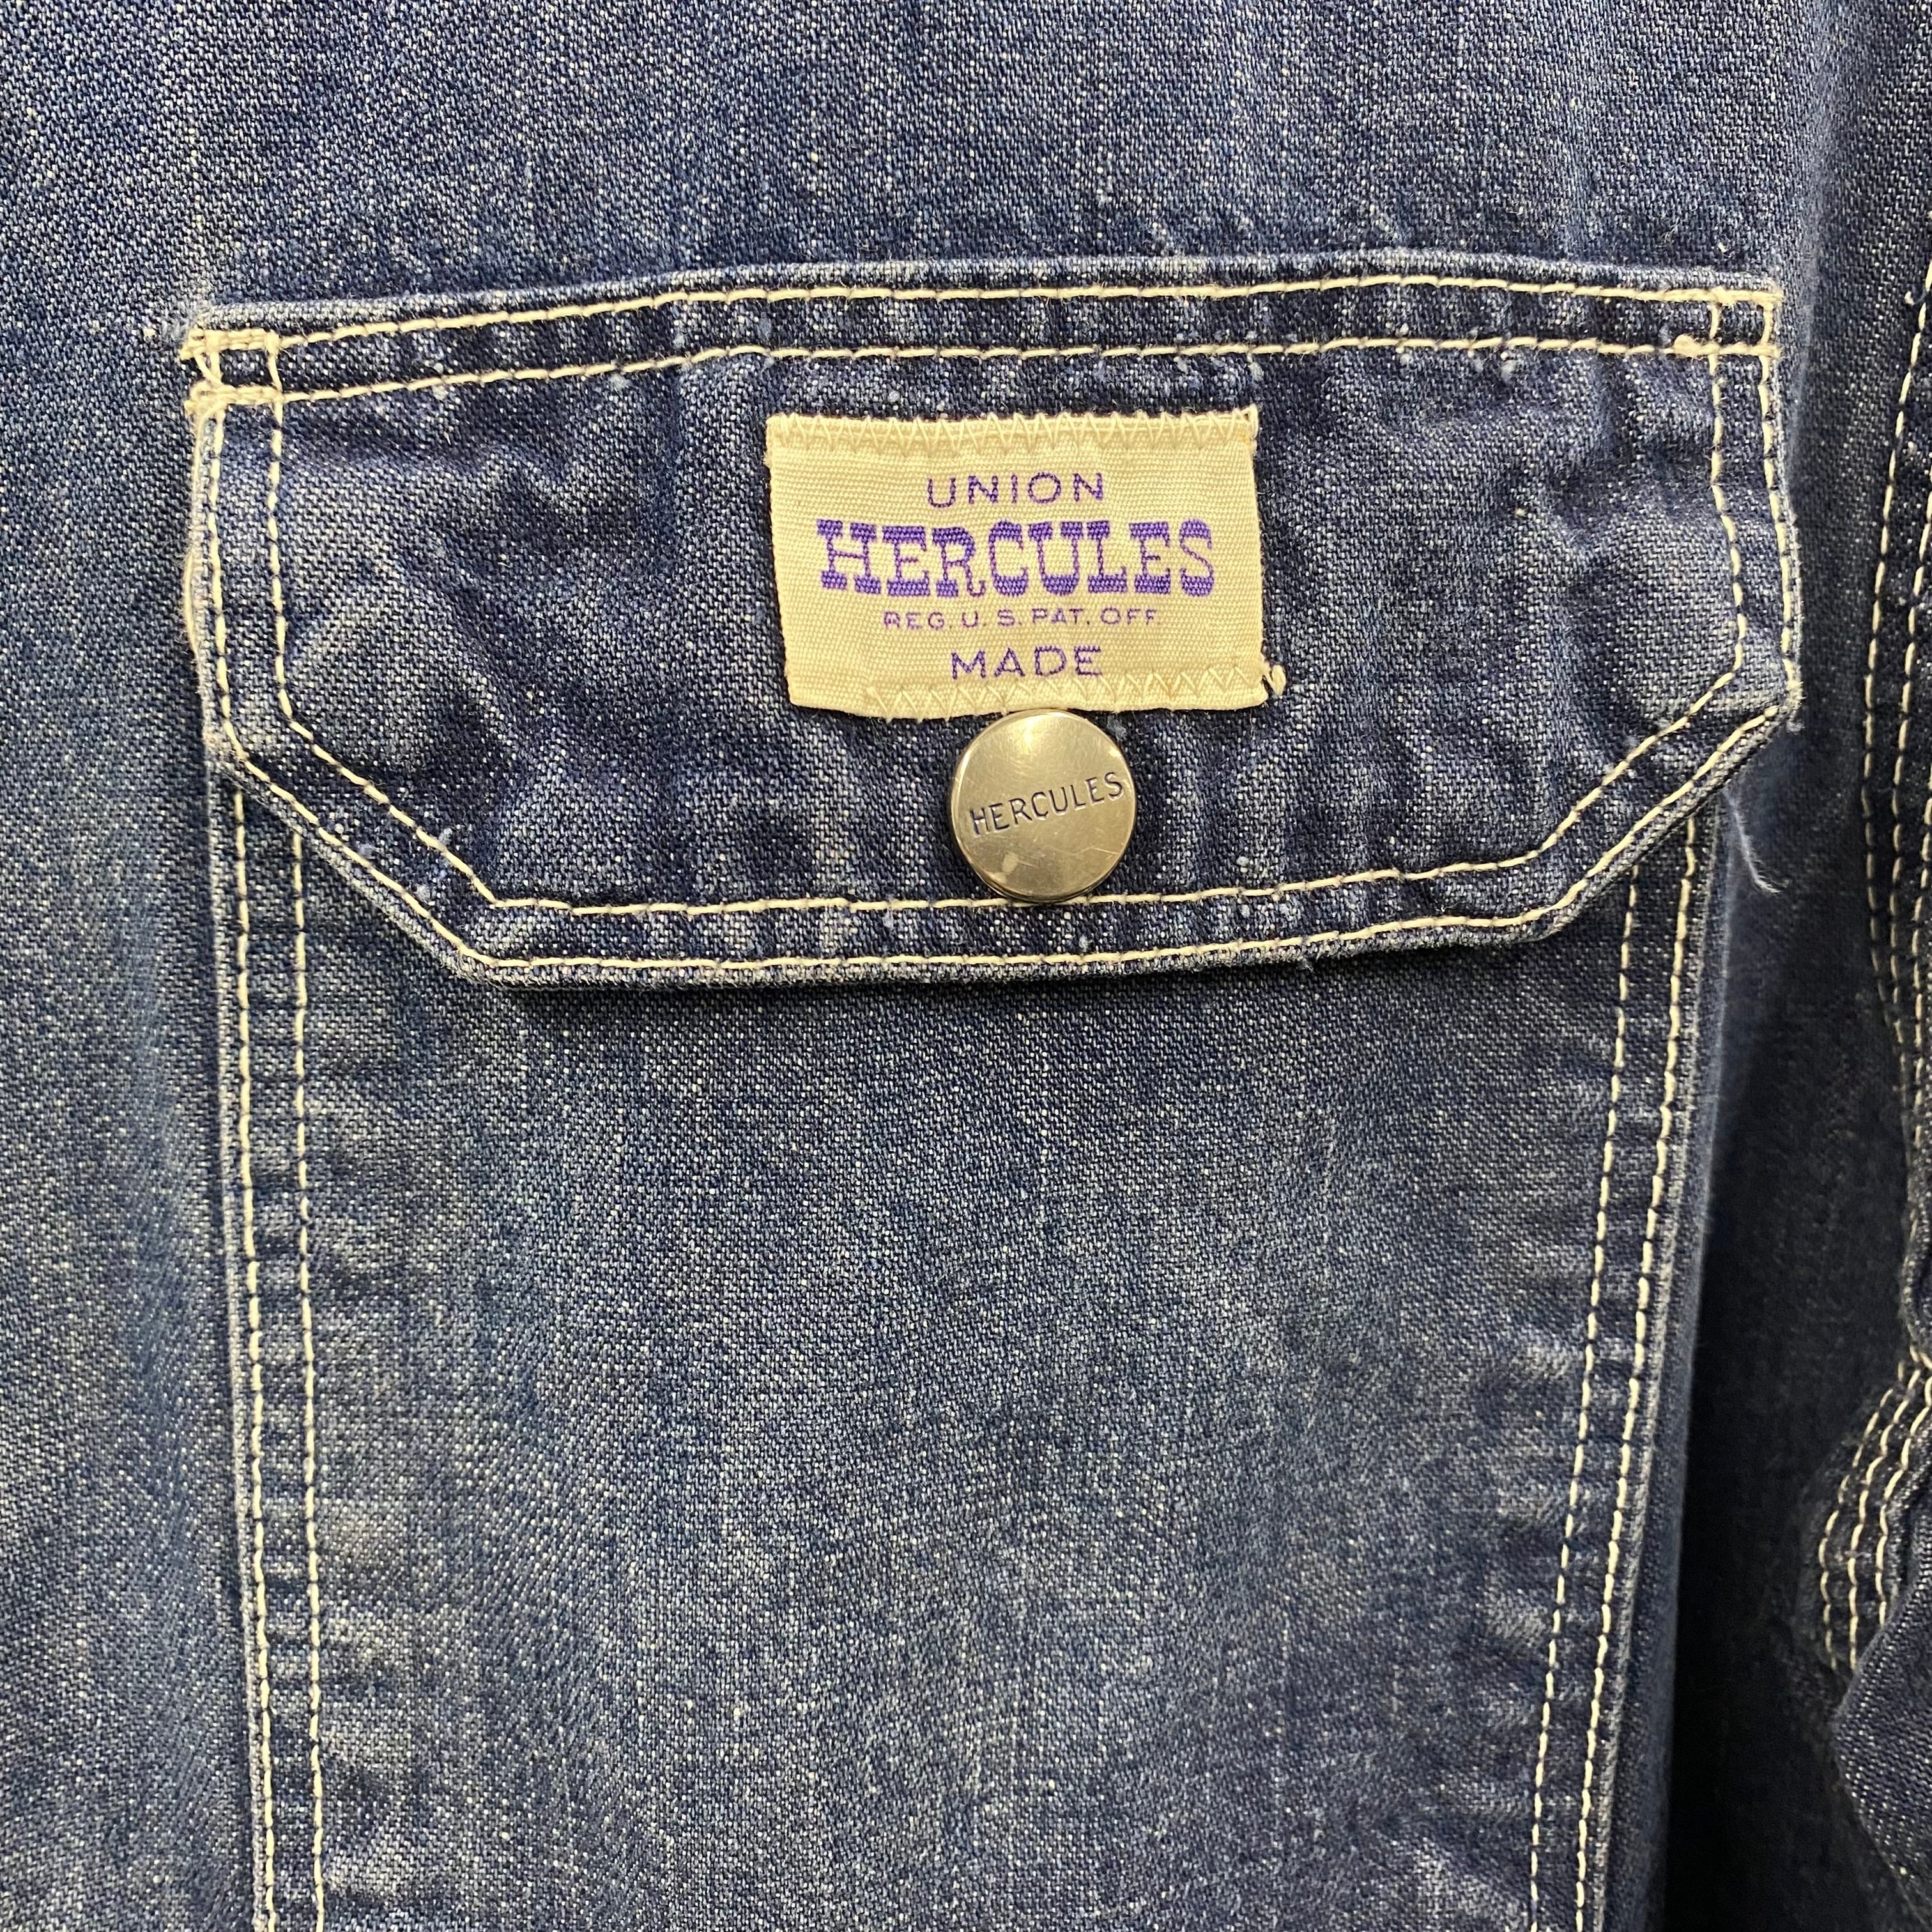 UNION
HERCULES
REG. U. S. PAT. OFF
MADE
HERCULES